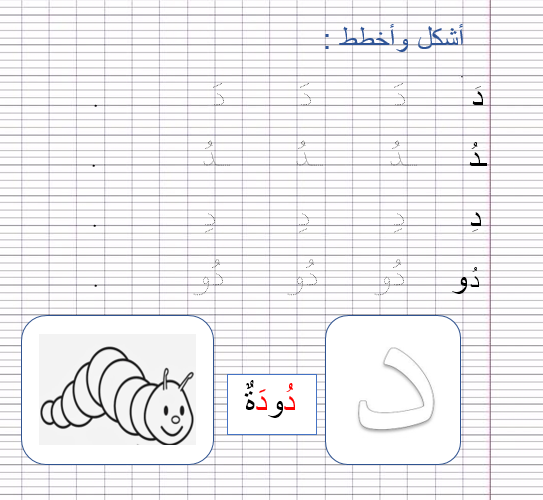 أشكل وأخطط :
دَ دَ دَ دَ .
ـدُ ـدُ ـدُ ـدُ .
دِ دِ دِ دِ .
دُو دُو دُو دُو .
د
دُودَةٌ